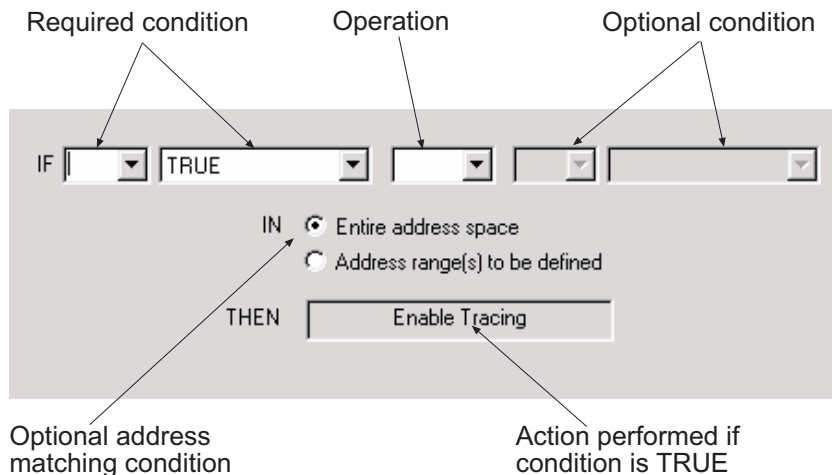 Required condition
Operation
Optional condition
IF
TRUE
IN
Entire address space
Address range(s) to be defined
THEN
Enable Tracing
Optional address
matching condition
Action performed if
condition is TRUE